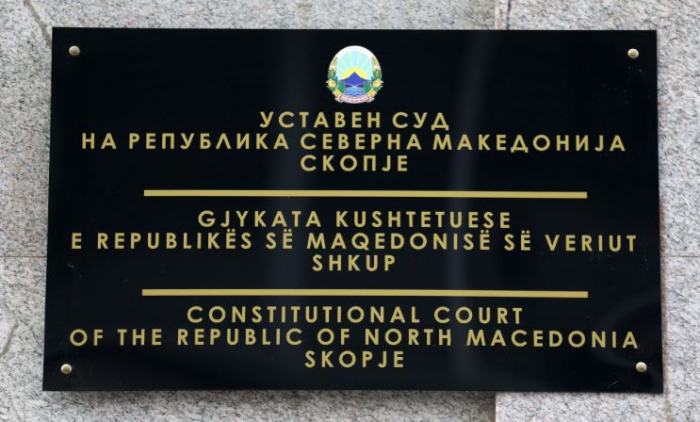 УСТАВЕН СУД
НА РЕПУБЛИКА СЕВЕРНА МАКЕДОНИЈА
СКОПЈЕ
GJYKATA KUSHTETUESE
E REPUBLIKËS SË MAQEDONISË SË VERIUT
SHKUP
CONSTITUTIONAL COURT
OF THE REPUBLIC OF NORTH MACEDONIA
SKOPJE